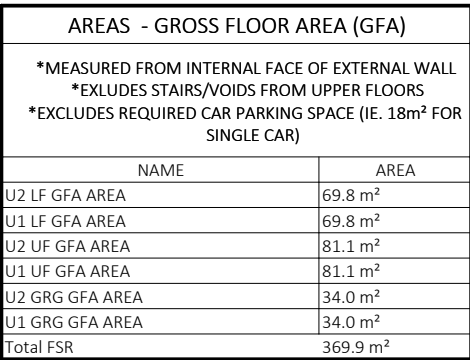 AREAS - GROSS FLOOR AREA (GFA)
*MEASURED FROM INTERNAL FACE OF EXTERNAL WALL
*EXLUDES STAIRS/VOIDS FROM UPPER FLOORS
*EXCLUDES REQUIRED CAR PARKING SPACE (IE. 18m² FOR
SINGLE CAR)
NAME AREA
U2 LF GFA AREA 69.8 m²
U1 LF GFA AREA 69.8 m²
U2 UF GFA AREA 81.1 m²
U1 UF GFA AREA 81.1 m²
U2 GRG GFA AREA 34.0 m²
U1 GRG GFA AREA 34.0 m²
Total FSR 369.9 m²